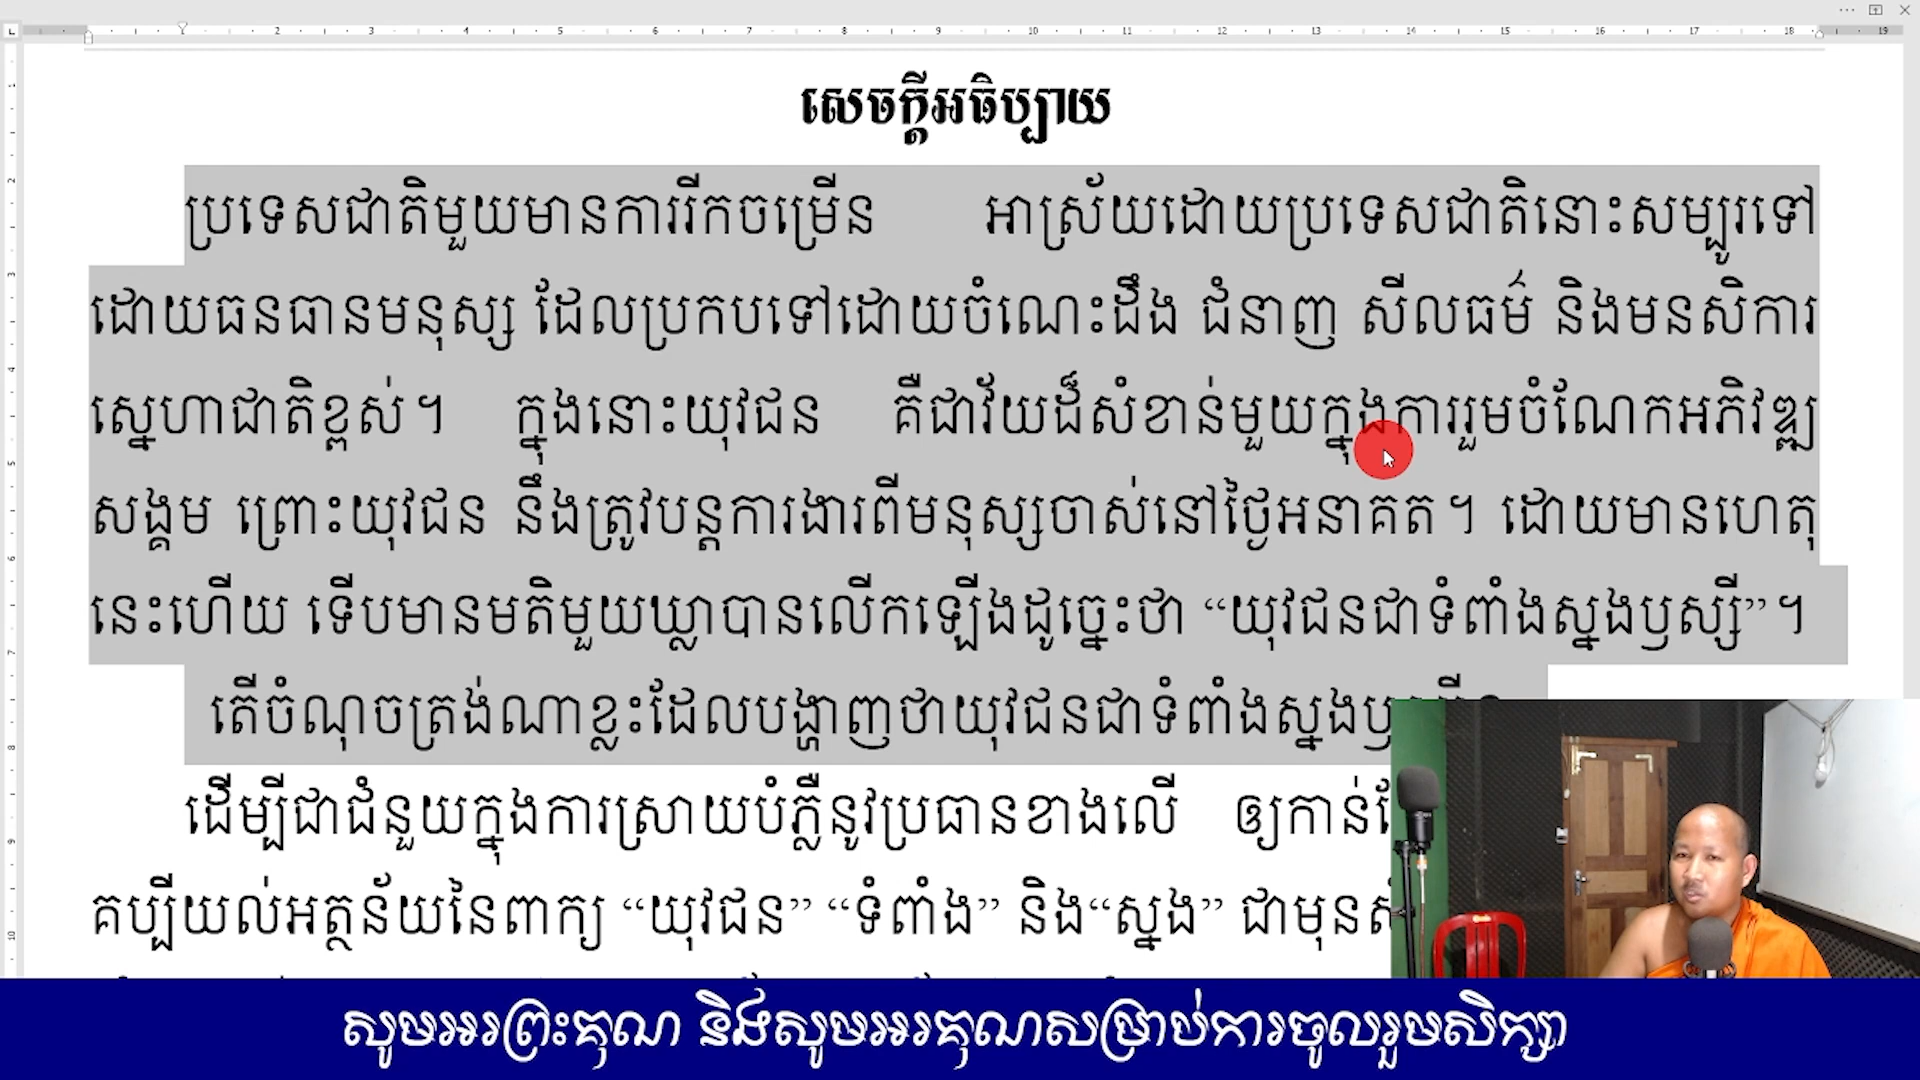 សេចក្តីអធិប្បាយ
ប្រទេសជាតិមួយមានការរីកចម្រើន អាស្រ័យដោយប្រទេសជាតិនោះសម្បូរទៅ
ដោយធនធានមនុស្ស ដែលប្រកបទៅដោយចំណេះដឹង ជំនាញ សីលធម៌ និងមនសិការ
ស្នេហាជាតិខ្ពស់។ ក្នុងនោះយុវជន គឺជាវ័យដ៏សំខាន់មួយក្នុងការរួមចំណែកអភិវឌ្ឍ
សង្គម ព្រោះយុវជន នឹងត្រូវបន្តការងារពីមនុស្សចាស់នៅថ្ងៃអនាគត។ ដោយមានហេតុ
នេះហើយ ទើបមានមតិមួយឃ្លាបានលើកឡើងដូច្នេះថា “យុវជនជាទំពាំងស្នងឫស្សី”។
តើចំណុចត្រង់ណាខ្លះដែលបង្ហាញថាយុវជនជាទំពាំងស្នង
ដើម្បីជាជំនួយក្នុងការស្រាយបំភ្លឺនូវប្រធានខាងលើ ឲ្យកាន់
គប្បីយល់អត្ថន័យនៃពាក្យ “យុវជន” “ទំពាំង” និង“ស្នង” ជាមុន
សូមអរព្រះគុណ និងសូមអរគុណសម្រាប់ការចូលរួមសិក្សា